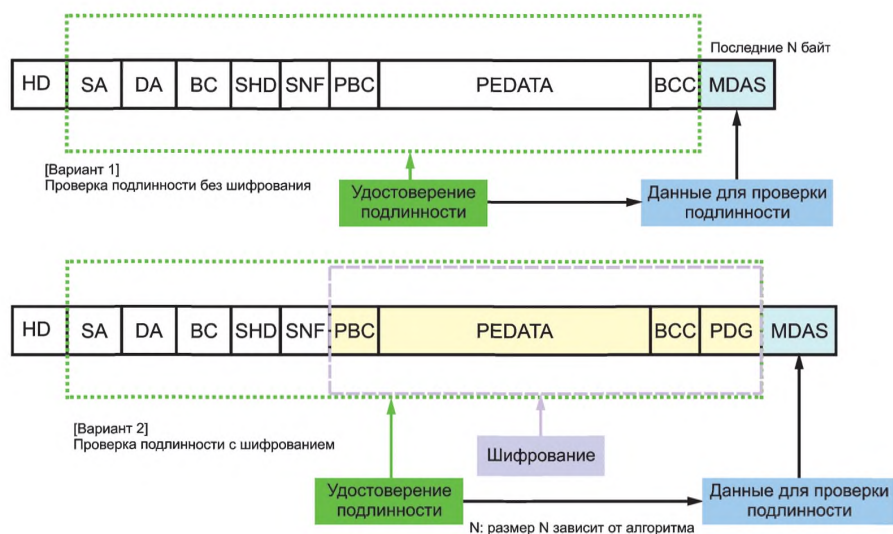 Последние N байт
HD SA DA BC SHD SNF PBC PEDATA BCC MDAS
[Вариант 1]
Проверка подлинности без шифрования
Удостоверение
подлинности
Данные для проверки
подлинности
HD SA DA BC SHD SNF PBC PEDATA BCC PDG MDAS
[Вариант 2]
Проверка подлинности с шифрованием
Шифрование
Удостоверение
подлинности
Данные для проверки
подлинности
N: размер N зависит от алгоритма